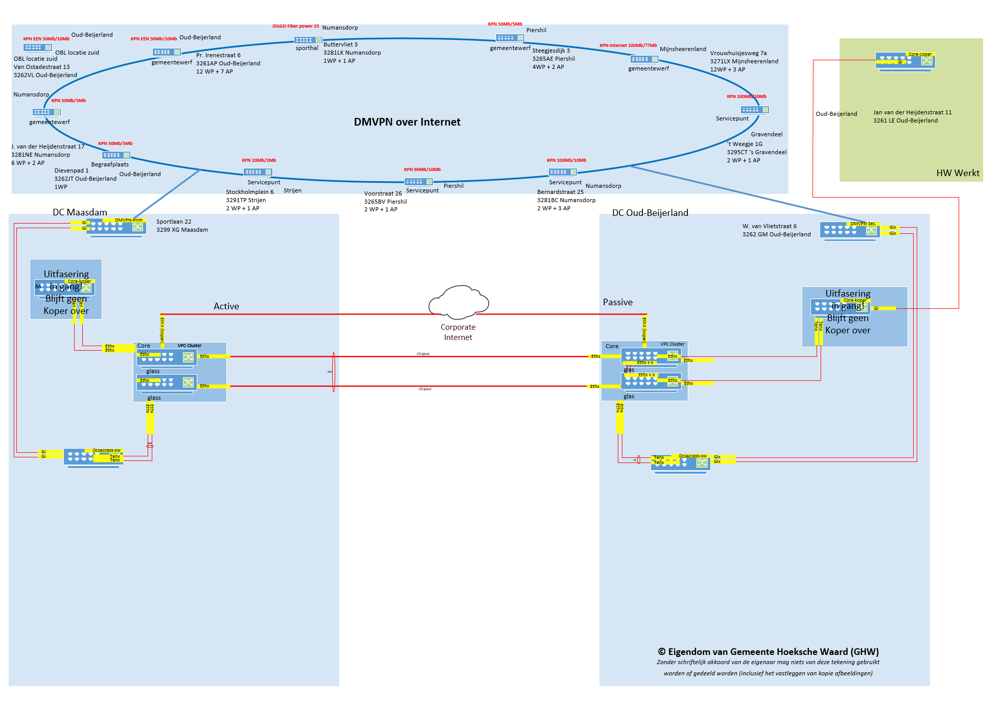 ZIGGO Fiber power 25
Numansdorp
KPN 50Mb/5Mb
Piershil
KPN EEN 50Mb/10Mb
Oud-Beijerland
KPN EEN 50Mb/10Mb
Oud-Beijerland
OBL locatie zuid
OBL locatie zuid
Van Ostadestraat 13
3262VL Oud-Beijerland
gemeentewerf
Pr. Irenestraat 6
3261AP Oud-Beijerland
12 WP + 7 AP
sporthal
Buttervliet 3
3281LK Numansdorp
1WP + 1 AP
gemeentewerf
Steegjesdijk 3
3265AE Piershil
4WP + 2 AP
KPN Internet 100Mb/??Mb
Mijnsheerenland
gemeentewerf
Vrouwhuisjesweg 7a
3271LX Mijnsheerenland
12WP + 3 AP
Core-coper
Gi
Numansdorp
KPN 50Mb/5Mb
gemeentewerf
DMVPN over Internet
KPN 100Mb/10Mb
Servicepunt
Gravendeel
‘t Weegje 1G
3295CT ‘s Gravendeel
2 WP + 1 AP
Oud-Beijerland
Jan van der Heijdenstraat 11
3261 LE Oud-Beijerland
HW Werkt
J. van der Heijdenstraat 17
3281NE Numansdorp
6 WP + 2 AP
KPN 50Mb/5Mb
Begraafplaats
Dievenpad 1
3262JT Oud-Beijerland
1WP
Oud-Beijerland
KPN 20Mb/2Mb
Servicepunt
Strijen
Stockholmplein 6
3291TP Strijen
2 WP + 1 AP
KPN 96Mb/10Mb
Servicepunt
Piershil
Voorstraat 26
3265BV Piershil
2 WP + 1 AP
KPN 100Mb/10Mb
Servicepunt
Numansdorp
Bernardstraat 25
3281BC Numansdorp
2 WP + 3 AP
DC Maasdam
DMVPN-Prim
Gi
Gi
Sportlaan 22
3299 XG Maasdam
DC Oud-Beijerland
W. van Vlietstraat 6
3262 GM Oud-Beijerland
DMVPN Sec.
Gix
Gix
Uitfasering
in gang!
Blijft geen
Koper over
Core-koper
M
Active
Corporate
Internet
Passive
Uitfasering
in gang!
Blijft geen
Koper over
Core-koper
Gi
Tenx
Tenx
EthX (koper)
EthX (koper)
Ethx
Ethx
Core
VPC Cluster
Ethx
Ethx
glass
Ethx
Ethx
glass
Ethx
Ethx
(10 gbps)
xxx
(10 gbps)
Core
VPC Cluster
Ethx
Ethx
Ethx
Ethx + x
glas
Ethx + x
Ethx
Ethx
Ethx
glas
Ethx
Ethx
xxx
Gi
Gi
Dcsaccess-sw
Tenx
Tenx
xx
Tenx
Tenx
Dcsaccess-sw
Gix
Gix
© Eigendom van Gemeente Hoeksche Waard (GHW)
Zonder schriftelijk akkoord van de eigenaar mag niets van deze tekening gebruikt
worden of gedeeld worden (inclusief het vastleggen van kopie afbeeldingen)